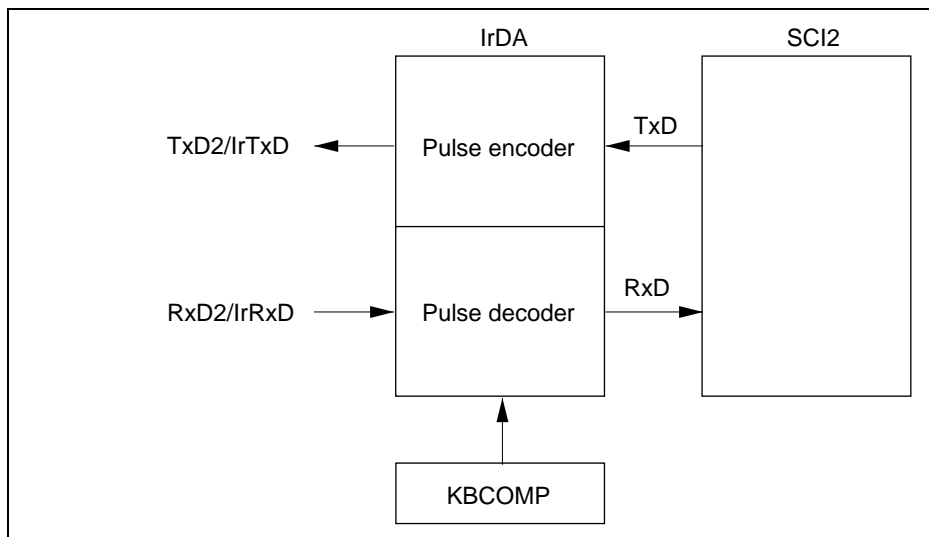 IrDA
SCI2
TxD2/IrTxD
Pulse encoder
TxD
RxD2/IrRxD
Pulse decoder
RxD
KBCOMP